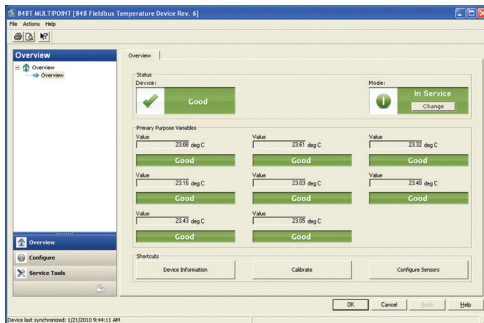 848T MULTIPOINT [848 Fieldbus Temperature Device Rev. 6]
File Actions Help
Overview
Overview
Overview
Overview
Status
Device:
Good
Mode:
In Service
Change
Primary Purpose Variables
Value Value Value
23.08 deg C 23.61 deg C 23.32 deg C
Good Good Good
Value Value Value
23.16 deg C 23.03 deg C 23.40 deg C
Good Good Good
Value Value
23.43 deg C 23.05 deg C
Good Good
Overview
Configure
Service Tools
Shortcuts
Device Information Calibrate Configure Sensors
OK Cancel Apply Help
Device last synchronized: 1/21/2010 9:44:11 AM